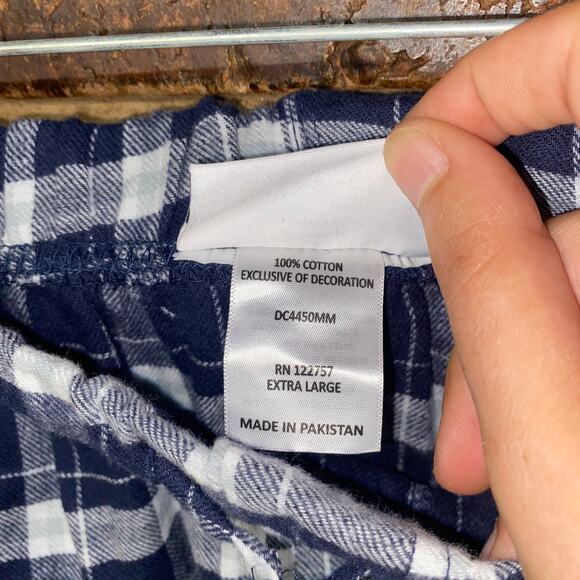 100% COTTON
EXCLUSIVE OF DECORATION
DC4450MM
RN 122757
EXTRA LARGE
MADE IN PAKISTAN